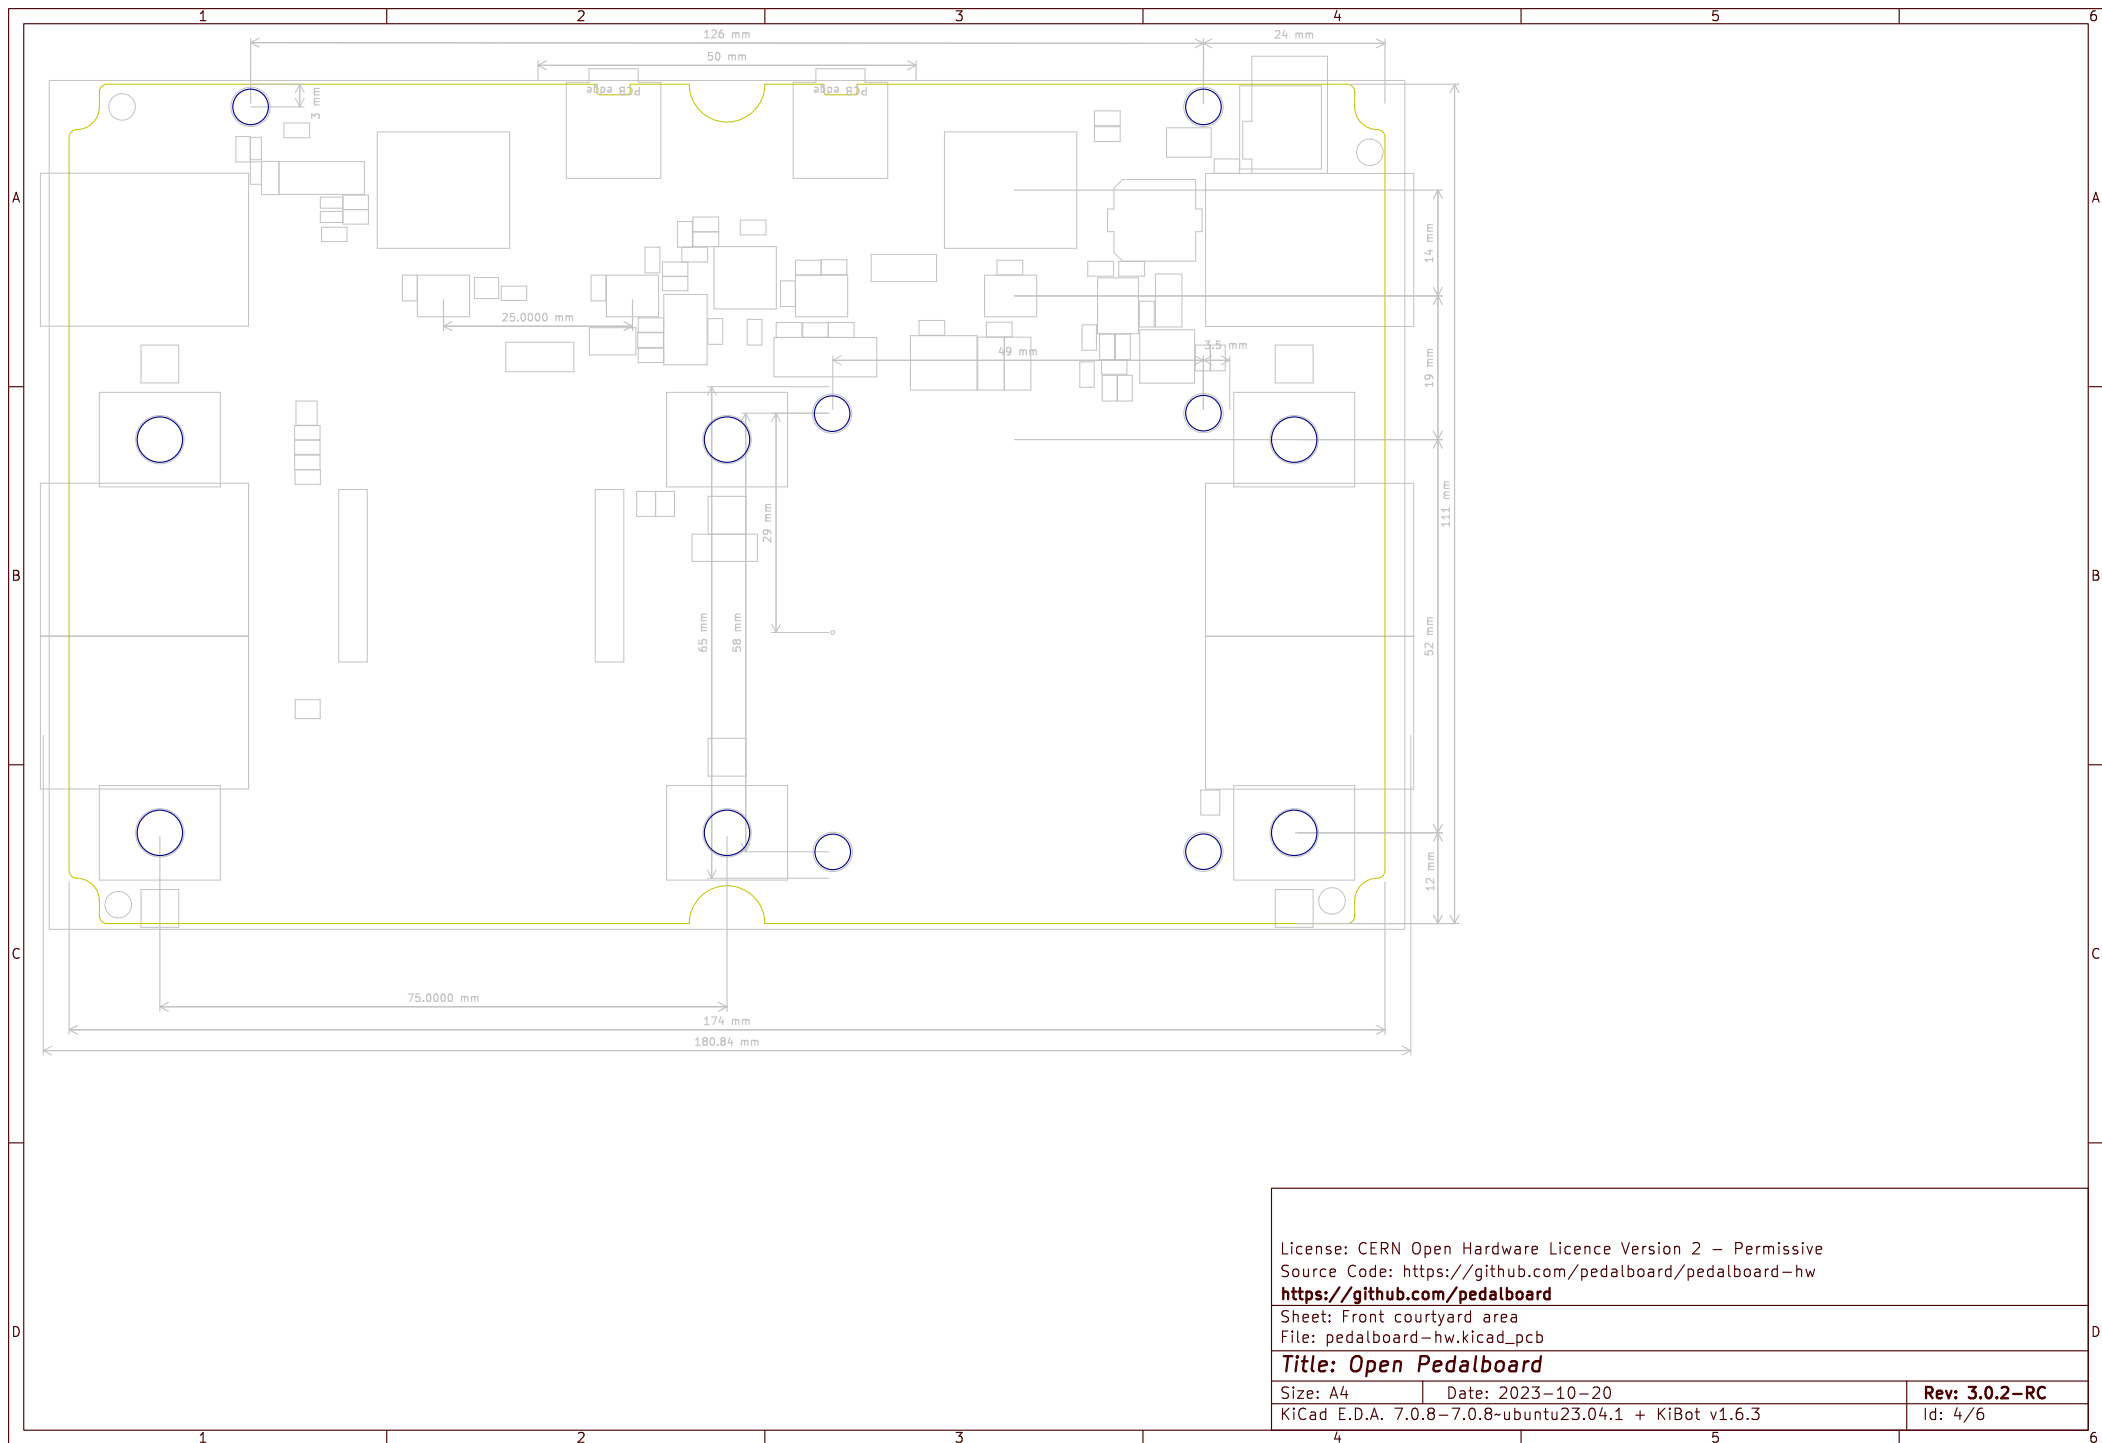 1 2 3 4 5 6
126 mm 24 mm
50 mm
3 mm
PCB edge PCB edge
A A
14 mm
25.0000 mm
49 mm 3.5 mm
19 mm
111 mm
29 mm
B B
65 mm 58 mm 52 mm
12 mm
C C
75.0000 mm
174 mm
180.84 mm
License: CERN Open Hardware Licence Version 2 - Permissive
Source Code: https://github.com/pedalboard/pedalboard-hw
https://github.com/pedalboard
Sheet: Front courtyard area
D D
File: pedalboard-hw.kicad_pcb
Title: Open Pedalboard
Size: A4 Date: 2023-10-20 Rev: 3.0.2-RC
KiCad E.D.A. 7.0.8-7.0.8~ubuntu23.04.1 + KiBot v1.6.3 Id: 4/6
1 2 3 4 5 6